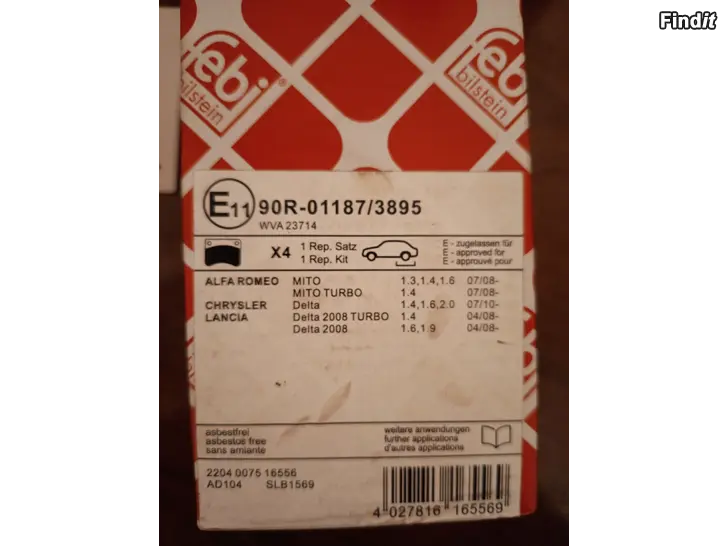 Findit
febi
bilstein
febi
bilstein
E11 90R-01187/3895
WVA 23714
X4 1 Rep. Satz
1 Rep. Kit
E - zugelassen für
E - approved for
E - approuvé pour
ALFA ROMEO MITO 1.3,1.4,1.6 07/08-
MITO TURBO 1.4 07/08-
CHRYSLER Delta 1.4,1.6,2.0 07/10-
LANCIA Delta 2008 TURBO 1.4 04/08-
Delta 2008 1.6,1.9 04/08-
asbestfrei
asbestos free
sans amiante
weitere anwendungen
further applications
d'autres applications
2204 0075 16556
AD104 SLB1569
4 027816 165569